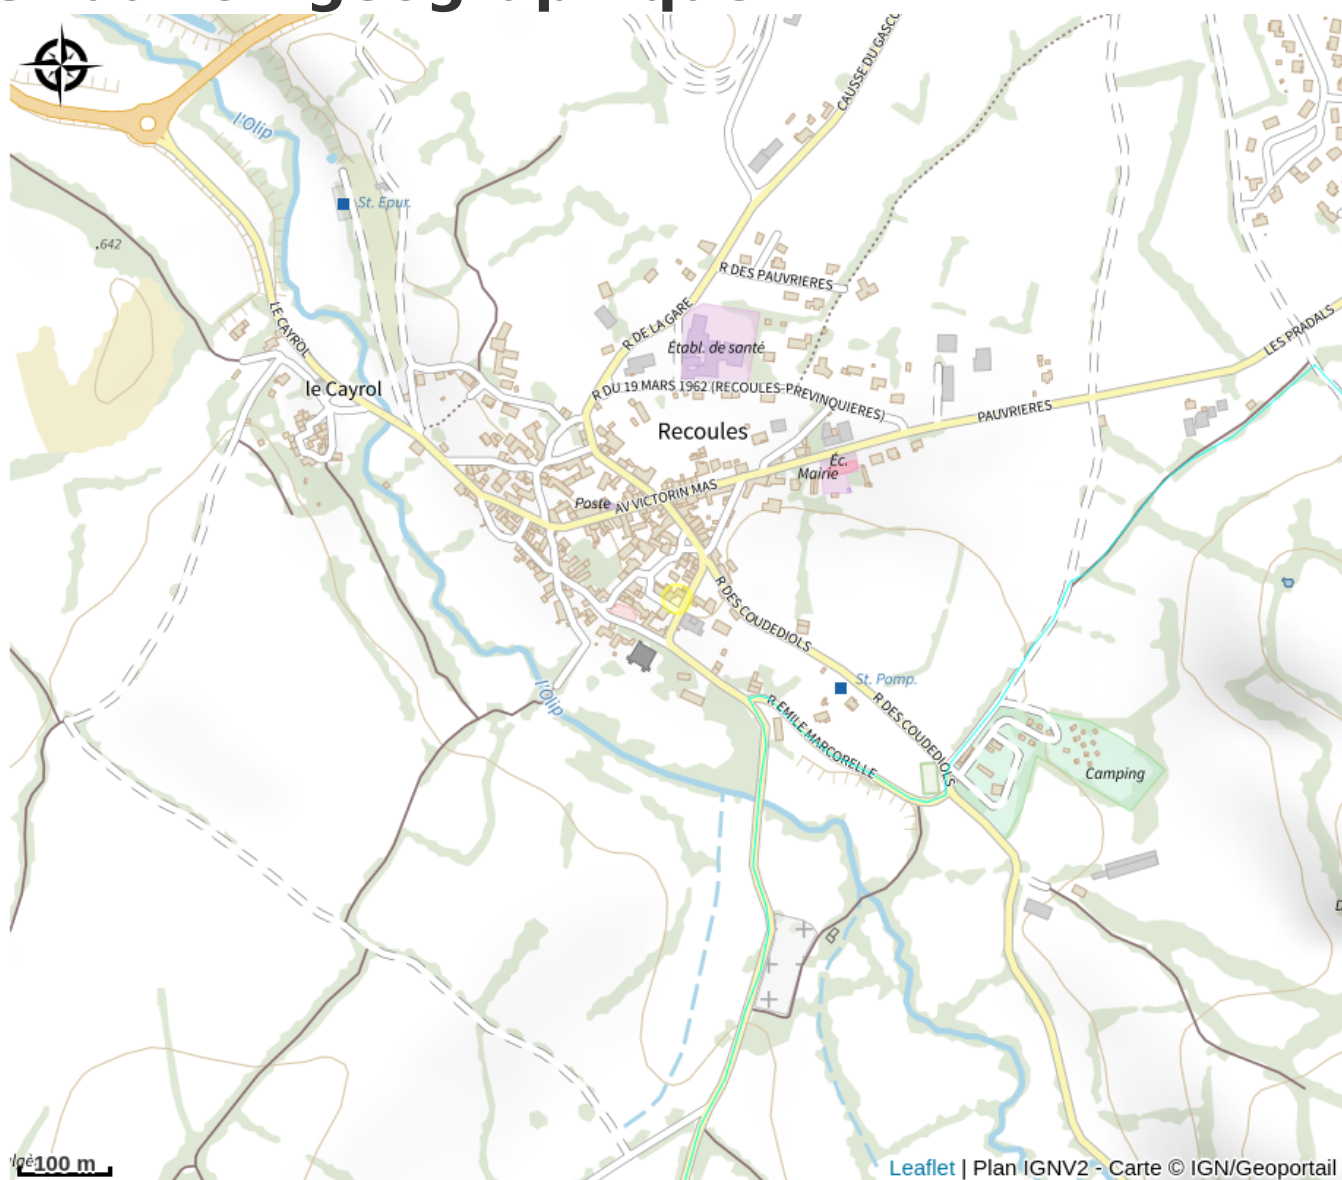 l'Olip
CAUSSE DU GASCO
St. Epur.
.642
R DES PAUVRIERES
LE CAYROL
R DE LA GARE
LES PRADALS
Établ. de santé
le Cayrol
R DU 19 MARS 1962 (RECOULES-PREVINQUIERES)
PAUVRIERES
Recoules
Éc.
Mairie
Poste
AV VICTORIN MAS
R DES COUDEDIOLS
St. Pomp.
l'Olip
R EMILE MARCORELLE
R DES COUDEDIOLS
Camping
100 m
Leaflet | Plan IGNV2 - Carte © IGN/Geoportail